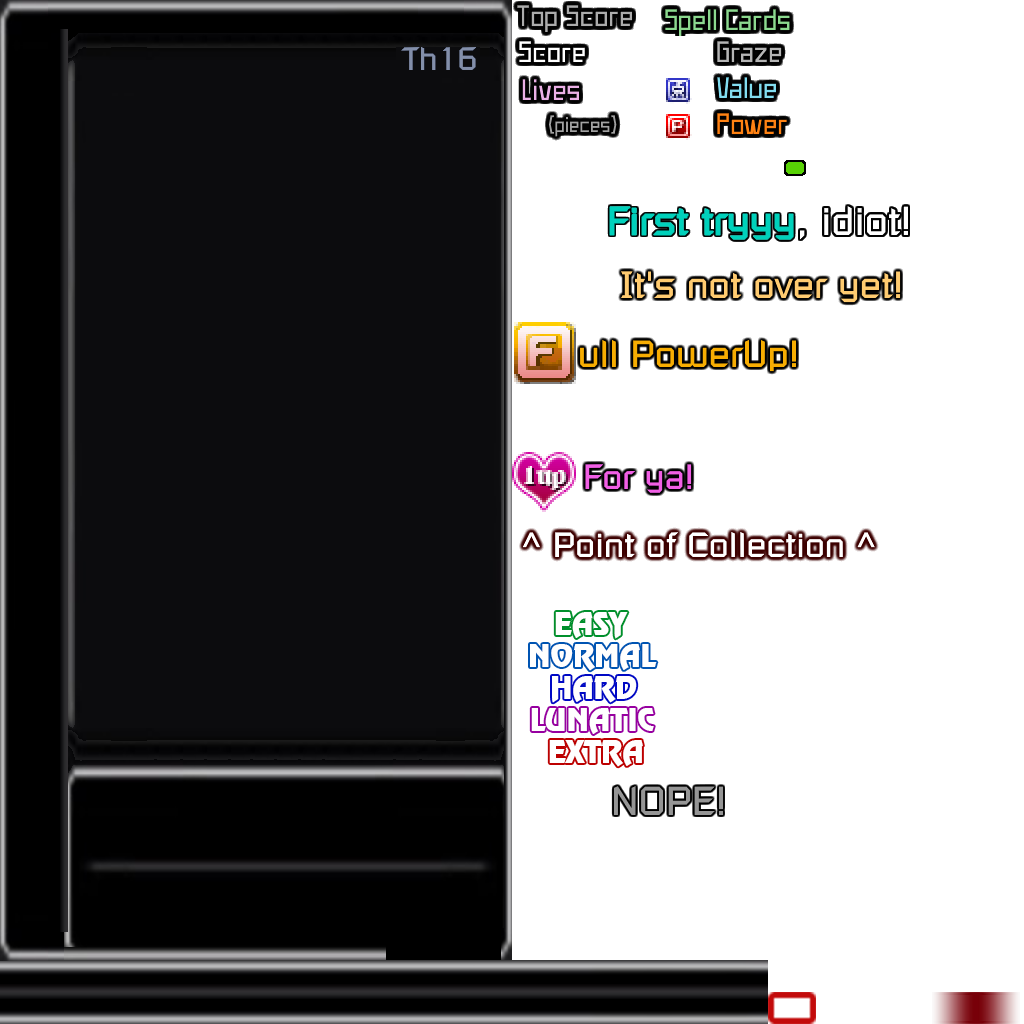 Th16
Top Score
Spell Cards
Score
Graze
Lives
Value
(pieces)
P
Power
First tryyy, idiot!
It's not over yet!
Full PowerUp!
1up For ya!
^ Point of Collection ^
EASY
NORMAL
HARD
LUNATIC
EXTRA
NOPE!